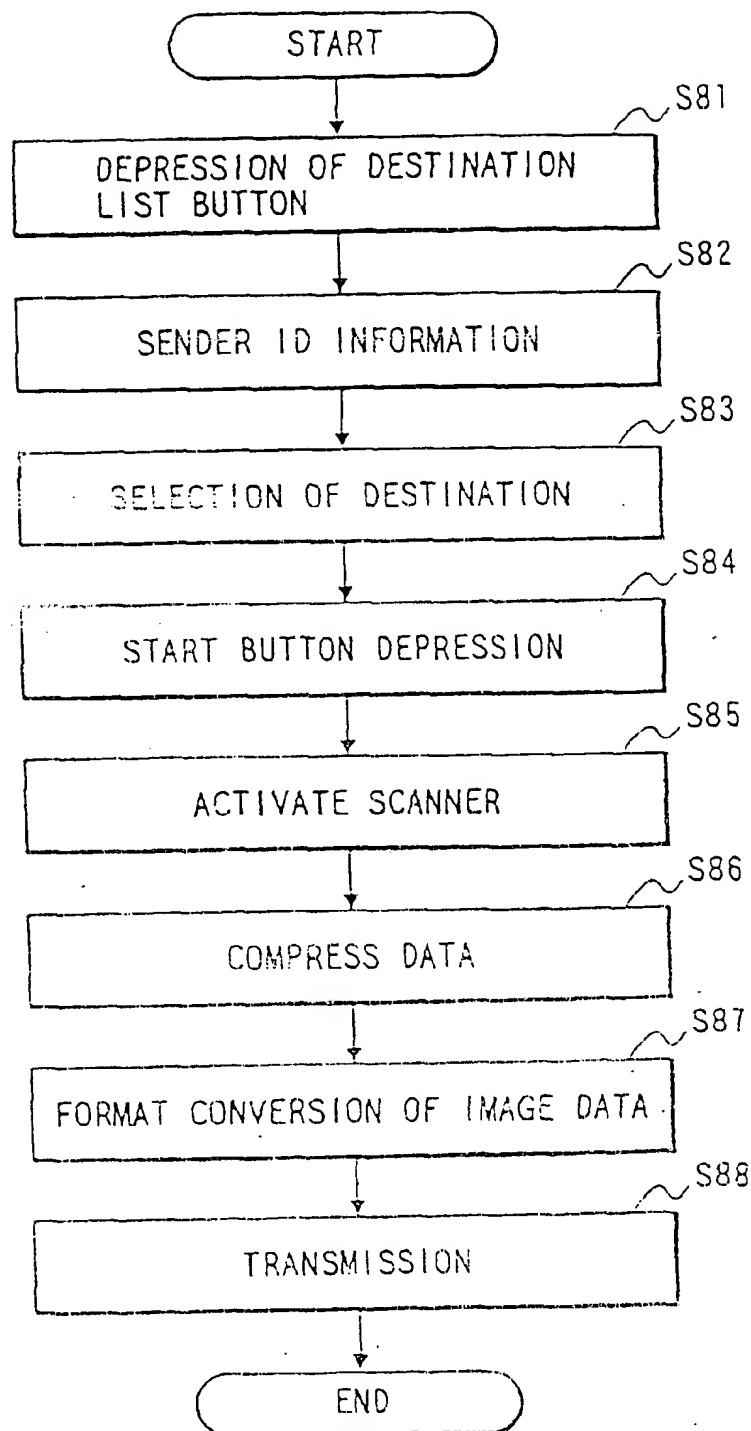 START
S81
DEPRESSION OF DESTINATION
LIST BUTTON
S82
SENDER ID INFORMATION
S83
SELECTION OF DESTINATION
S84
START BUTTON DEPRESSION
S85
ACTIVATE SCANNER
S86
COMPRESS DATA
S87
FORMAT CONVERSION OF IMAGE DATA
S88
TRANSMISSION
END